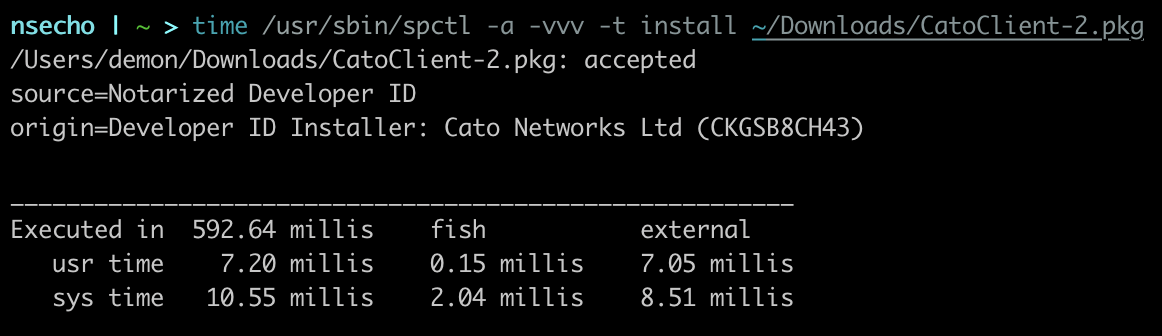 nsecho | ~ > time /usr/sbin/spctl -a -vvv -t install ~/Downloads/CatoClient-2.pkg
/Users/demon/Downloads/CatoClient-2.pkg: accepted
source=Notarized Developer ID
origin=Developer ID Installer: Cato Networks Ltd (CKGSB8CH43)
________________________________________________________
Executed in  592.64 millis    fish           external
   usr time    7.20 millis    0.15 millis    7.05 millis
   sys time   10.55 millis    2.04 millis    8.51 millis